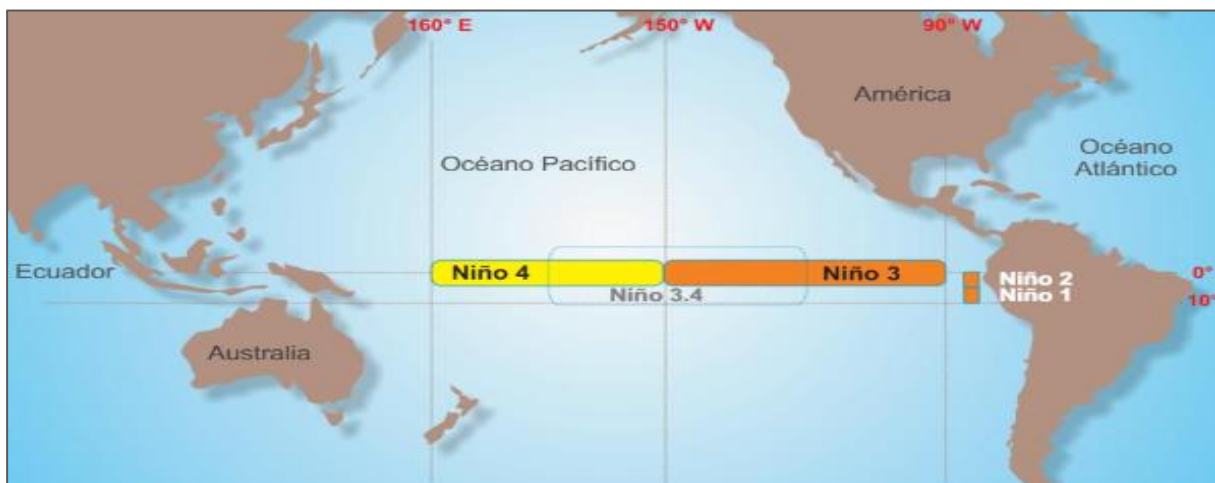 160° E
150° W
90° W
América
Océano
Atlántico
Océano Pacífico
Ecuador
Niño 4
Niño 3
Niño 2
0°
Niño 3.4
Niño 1
10°
Australia